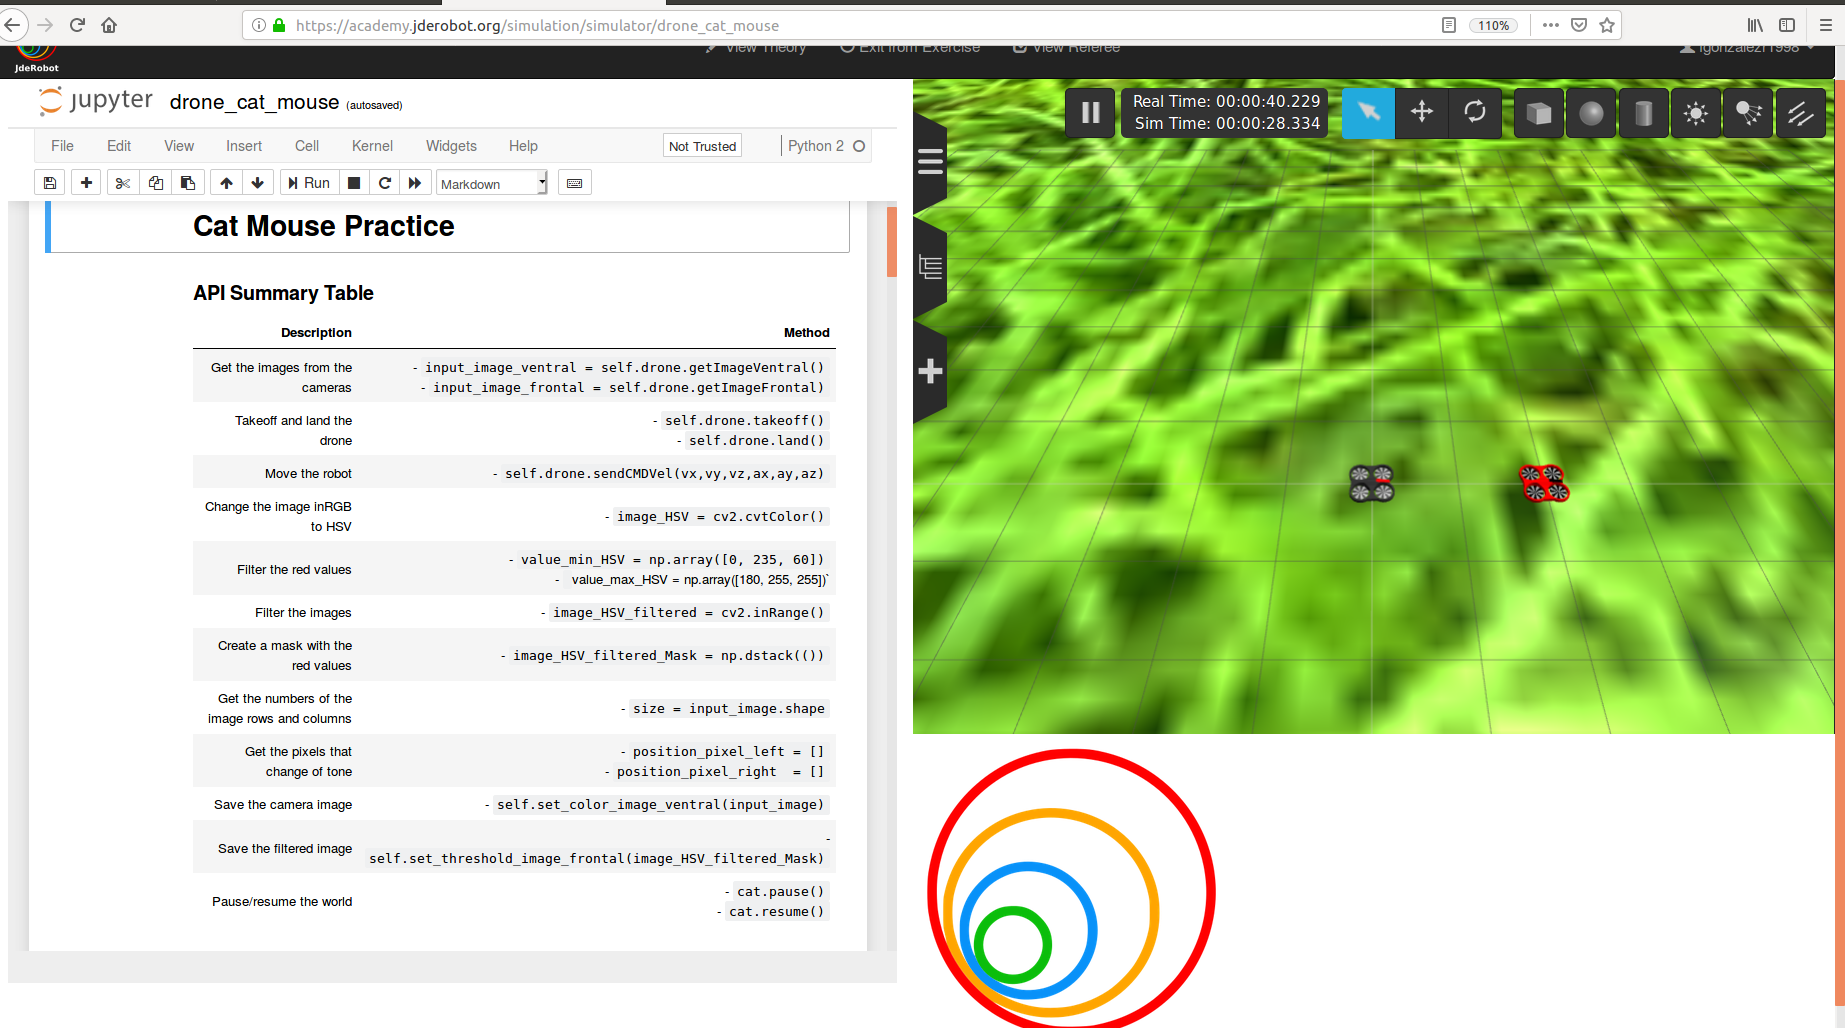 https://academy.jderobot.org/simulation/simulator/drone_cat_mouse
110%
JdeRobot
View Theory
Exit from Exercise
View Referee
jupyter drone_cat_mouse (autosaved)
File Edit View Insert Cell Kernel Widgets Help Not Trusted Python 2
Run Markdown
Cat Mouse Practice
API Summary Table
Description Method
Get the images from the cameras
- input_image_ventral = self.drone.getImageVentral()
- input_image_frontal = self.drone.getImageFrontal)
Takeoff and land the drone
- self.drone.takeoff()
- self.drone.land()
Move the robot - self.drone.sendCMDVel(vx,vy,vz,ax,ay,az)
Change the image inRGB to HSV
- image_HSV = cv2.cvtColor()
Filter the red values
- value_min_HSV = np.array([0, 235, 60])
- value_max_HSV = np.array([180, 255, 255])`
Filter the images - image_HSV_filtered = cv2.inRange()
Create a mask with the red values
- image_HSV_filtered_Mask = np.dstack(())
Get the numbers of the image rows and columns
- size = input_image.shape
Get the pixels that change of tone
- position_pixel_left = []
- position_pixel_right  = []
Save the camera image - self.set_color_image_ventral(input_image)
Save the filtered image
-
self.set_threshold_image_frontal(image_HSV_filtered_Mask)
Pause/resume the world
- cat.pause()
- cat.resume()
Real Time: 00:00:40.229
Sim Time: 00:00:28.334